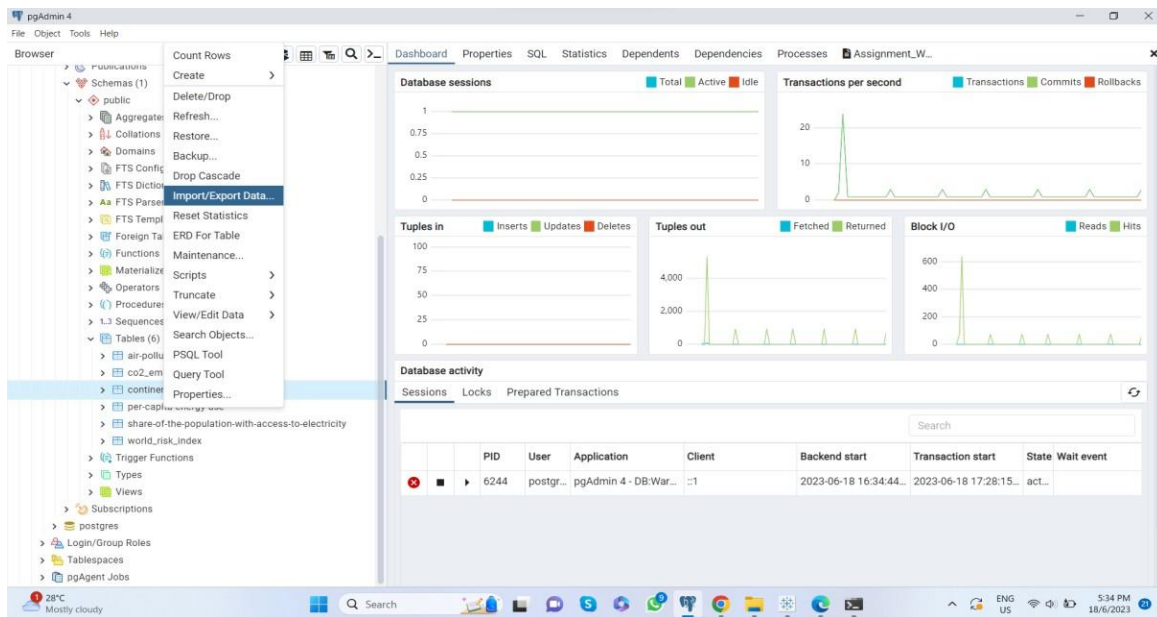 pgAdmin 4
File Object Tools Help
Browser
Publications
Schemas (1)
public
Aggregate
Collations
Domains
FTS Config
FTS Diction
Aa FTS Parse
FTS Templ
Foreign Ta
Functions
Materialize
Operators
Procedures
1..3 Sequences
Tables (6)
air-pollu
co2_em
contine
per-capita-energy-use
share-of-the-population-with-access-to-electricity
world_risk_index
Trigger Functions
Types
Views
Subscriptions
postgres
Login/Group Roles
Tablespaces
pgAgent Jobs
Count Rows
Create
Delete/Drop
Refresh...
Restore...
Backup...
Drop Cascade
Import/Export Data...
Reset Statistics
ERD For Table
Maintenance...
Scripts
Truncate
View/Edit Data
Search Objects...
PSQL Tool
Query Tool
Properties...
Dashboard Properties SQL Statistics Dependents Dependencies Processes Assignment_W...
Database sessions Total Active Idle
1
0.75
0.5
0.25
0
Transactions per second Transactions Commits Rollbacks
20
10
0
Tuples in Inserts Updates Deletes
100
75
50
25
0
Tuples out Fetched Returned
4,000
2,000
0
Block I/O Reads Hits
600
400
200
0
Database activity
Sessions Locks Prepared Transactions
Search
PID User Application Client Backend start Transaction start State Wait event
6244 postgr... pgAdmin 4 - DB:War... ::1 2023-06-18 16:34:44... 2023-06-18 17:28:15... act...
1
28°C
Mostly cloudy
Search
9
ENG
US
5:34 PM
18/6/2023
21